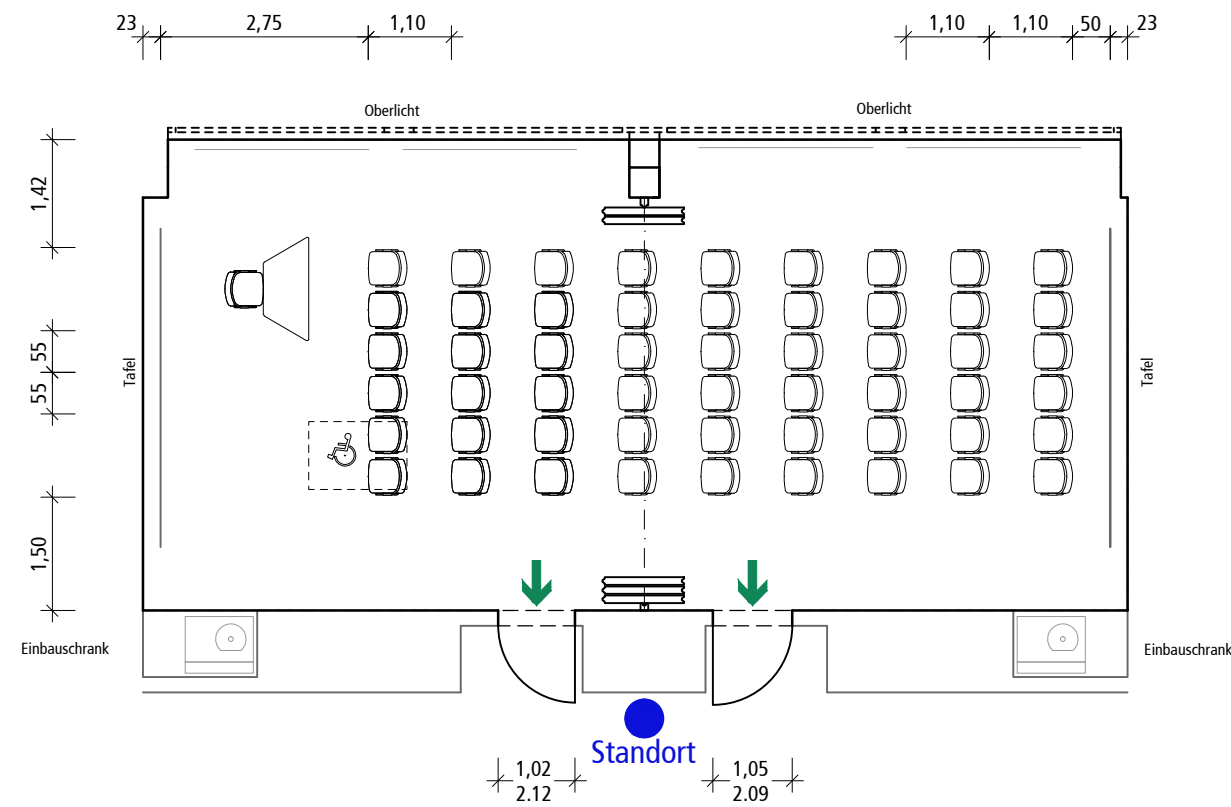 23 2,75 1,10 1,10 1,10 50 23
Oberlicht Oberlicht
1,42
55
55
1,50
Tafel
Tafel
Einbauschrank Einbauschrank
Standort
1,02 1,05
2.12 2.09